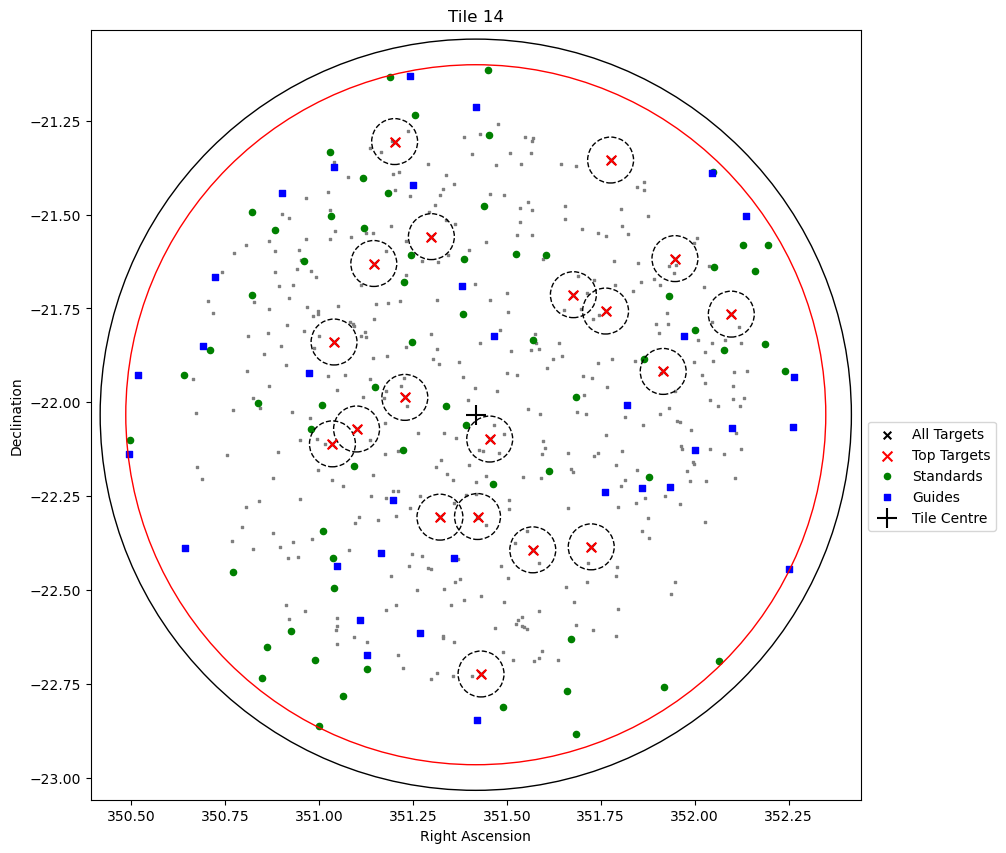 Tile 14
Declination
−21.25
−21.50
−21.75
−22.00
−22.25
−22.50
−22.75
−23.00
350.50 350.75 351.00 351.25 351.50 351.75 352.00 352.25
Right Ascension
All Targets
Top Targets
Standards
Guides
Tile Centre